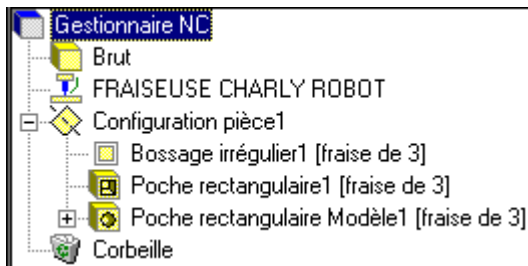 Gestionnaire NC
Brut
FRAISEUSE CHARLY ROBOT
Configuration pièce1
Bossage irrégulier1 [fraise de 3]
Poche rectangulaire1 [fraise de 3]
Poche rectangulaire Modèle1 [fraise de 3]
Corbeille